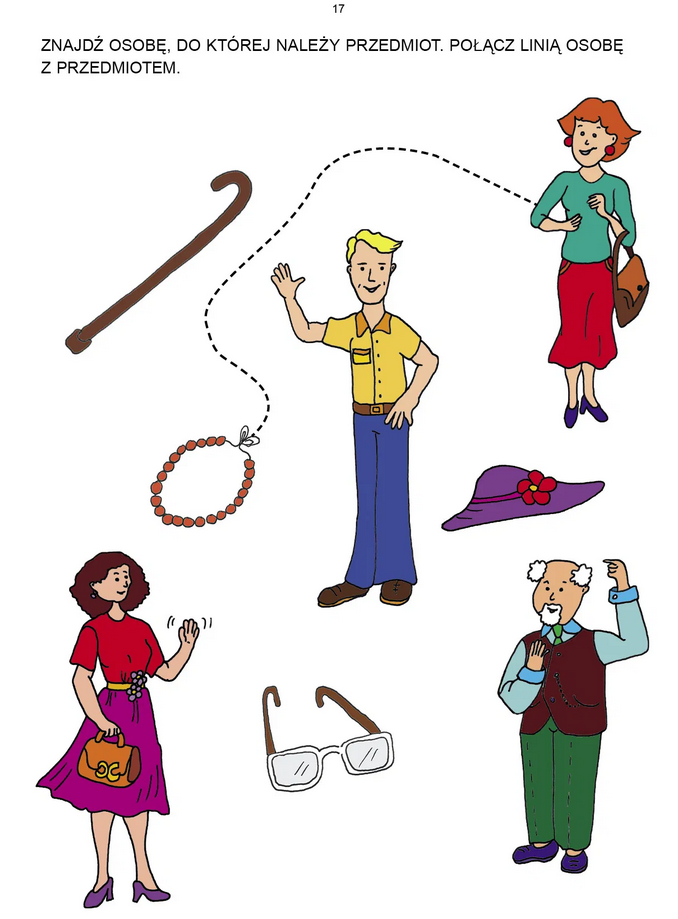 17
ZNAJDŹ OSOBĘ, DO KTÓREJ NALEŻY PRZEDMIOT. POŁĄCZ LINIĄ OSOBĘ
Z PRZEDMIOTEM.